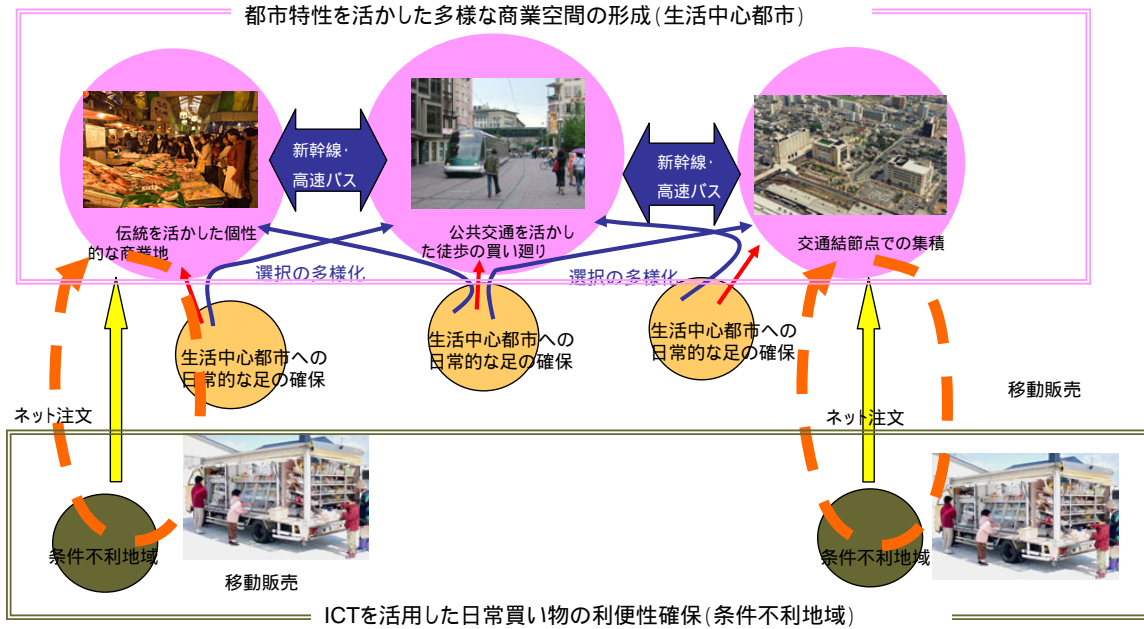 都市特性を活かした多様な商業空間の形成(生活中心都市)
新幹線・
高速バス
新幹線・
高速バス
伝統を活かした個性
的な商業地
公共交通を活かし
た徒歩の買い廻り
交通結節点での集積
選択の多様化
選択の多様化
生活中心都市への
日常的な足の確保
生活中心都市への
日常的な足の確保
生活中心都市への
日常的な足の確保
移動販売
ネット注文
ネット注文
条件不利地域
条件不利地域
移動販売
ICTを活用した日常買い物の利便性確保(条件不利地域)